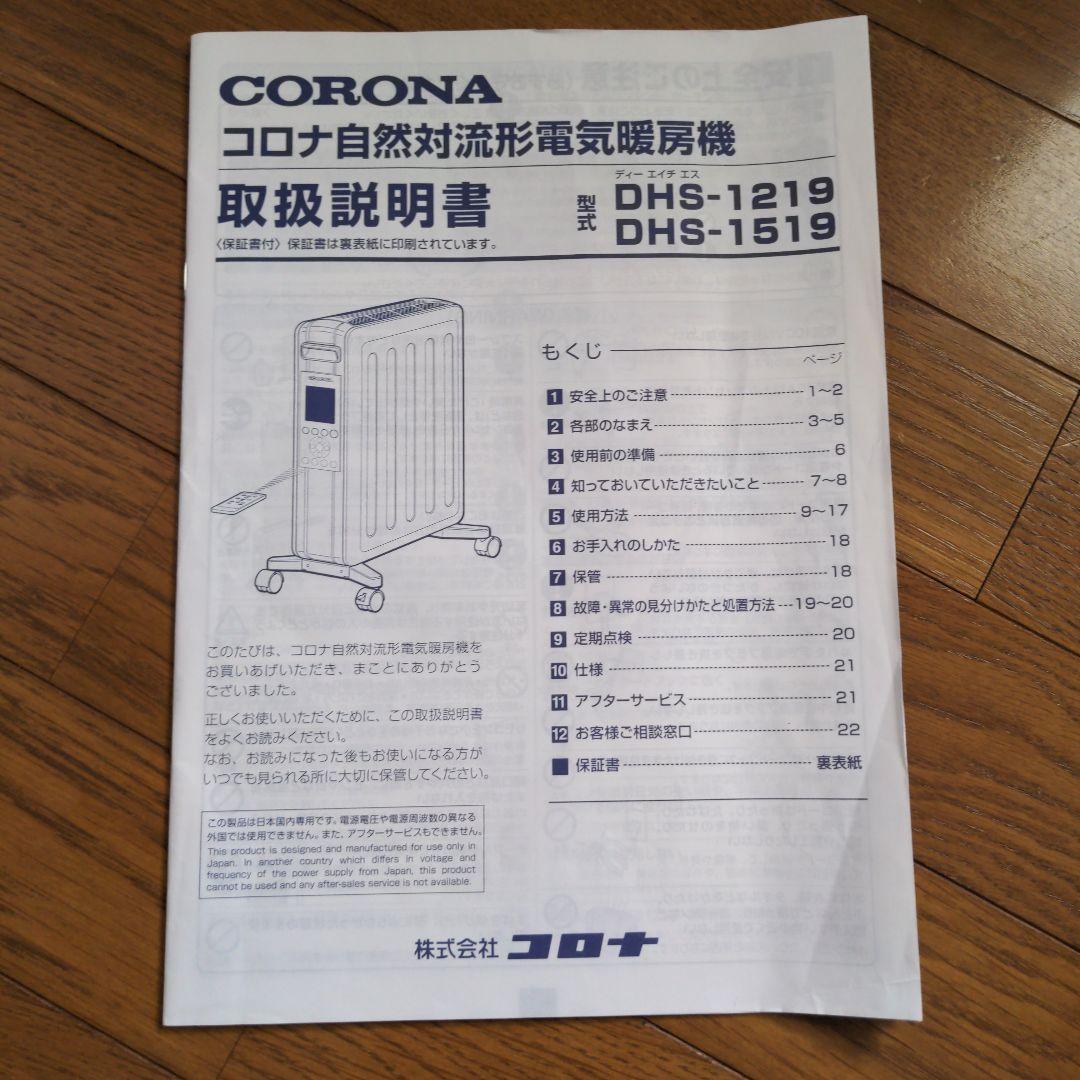 CORONA
コロナ自然対流形電気暖房機
取扱説明書
〈保証書付〉保証書は裏表紙に印刷されています。
型式
ディー エイチ エス
DHS-1219
DHS-1519
もくじ
ページ
1 安全上のご注意 1〜2
2 各部のなまえ 3〜5
3 使用前の準備 6
4 知っておいていただきたいこと 7〜8
5 使用方法 9〜17
6 お手入れのしかた 18
7 保管 18
8 故障・異常の見分けかたと処置方法 19〜20
9 定期点検 20
10 仕様 21
11 アフターサービス 21
12 お客様ご相談窓口 22
■ 保証書 裏表紙
このたびは、コロナ自然対流形電気暖房機を
お買いあげいただき、まことにありがとう
ございました。
正しくお使いいただくために、この取扱説明書
をよくお読みください。
なお、お読みになった後もお使いになる方が
いつでも見られる所に大切に保管してください。
この製品は日本国内専用です。電源電圧や電源周波数の異なる
外国では使用できません。また、アフターサービスもできません。
This product is designed and manufactured for use only in
Japan. In another country which differs in voltage and
frequency of the power supply from Japan, this product
cannot be used and any after-sales service is not available.
株式会社 コロナ